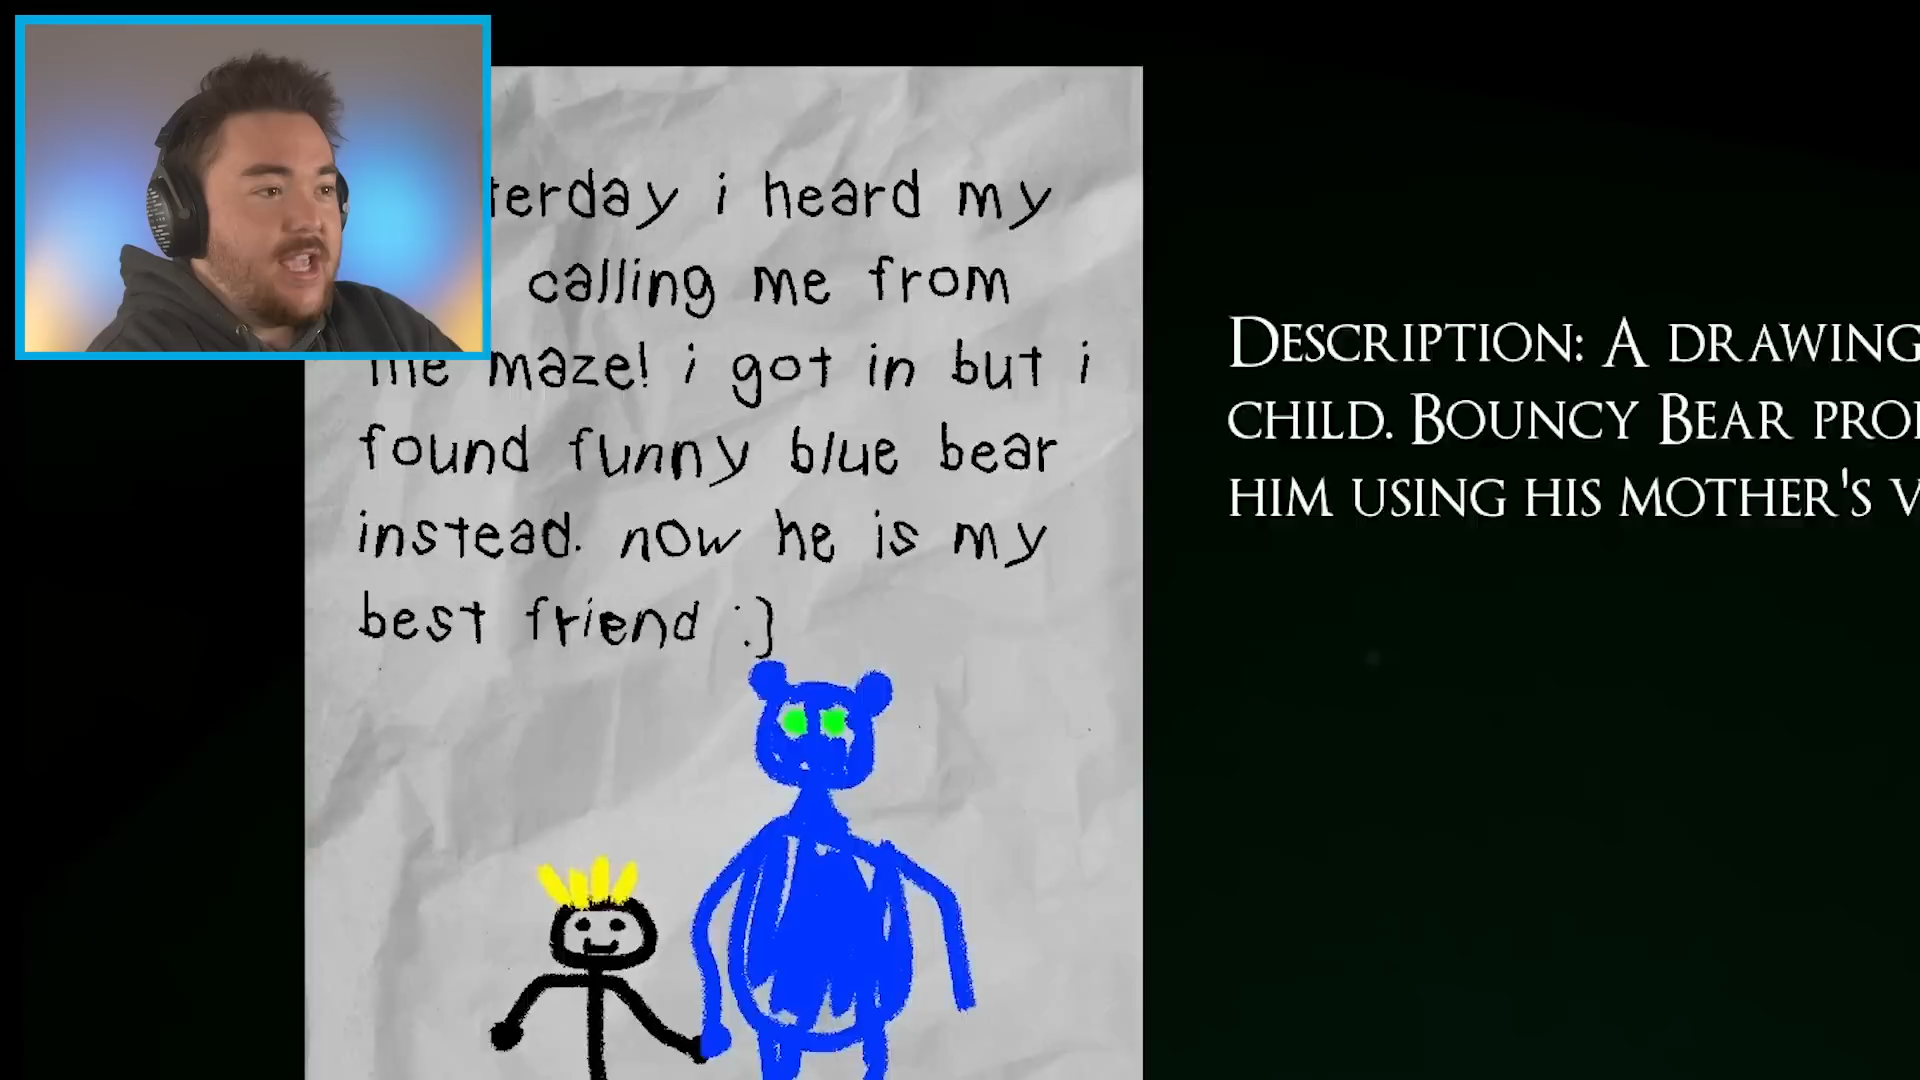 terday i heard my
calling me from
the maze! i got in but i
found funny blue bear
instead. now he is my
best friend :)
Description: A drawing
child. Bouncy Bear
him using his mother's